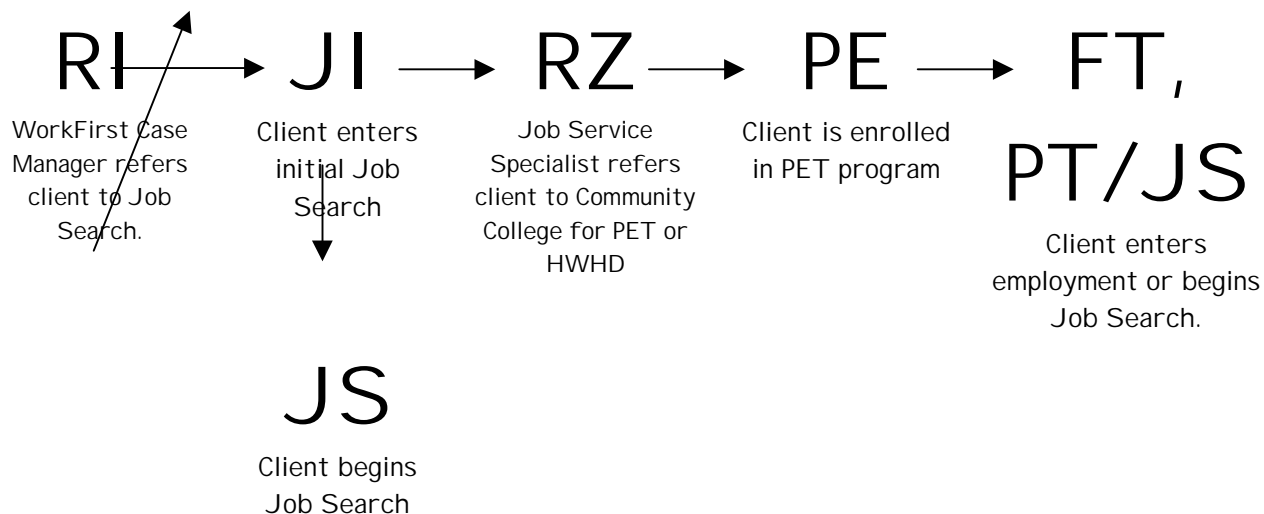 RI
WorkFirst Case
Manager refers
client to Job
Search.
JI
Client enters
initial Job
Search
RZ
Job Service
Specialist refers
client to Community
College for PET or
HWHD
PE
Client is enrolled
in PET program
FT,
PT/JS
Client enters
employment or begins
Job Search.
JS
Client begins
Job Search